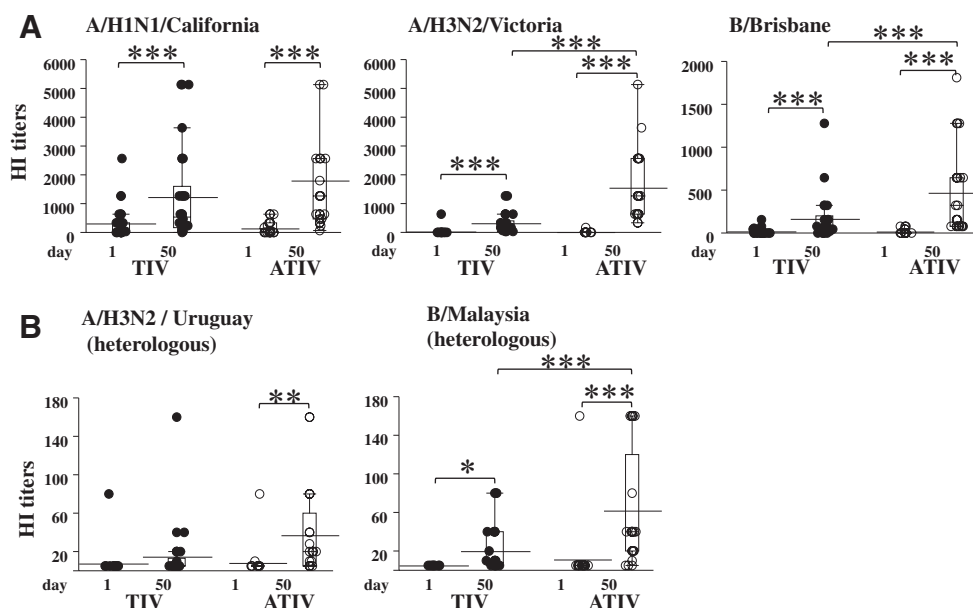 A
A/H1N1/California
A/H3N2/Victoria
B/Brisbane
HI titers
6000
5000
4000
3000
2000
1000
0
***
***
day
1
50
1
50
TIV
ATIV
6000
5000
4000
3000
2000
1000
0
***
***
***
1
50
1
50
TIV
ATIV
2000
1500
1000
500
0
***
***
***
1
50
1
50
TIV
ATIV
B
A/H3N2 / Uruguay
(heterologous)
B/Malaysia
(heterologous)
HI titers
180
140
100
60
20
**
day
1
50
1
50
TIV
ATIV
180
140
100
60
20
*
***
***
1
50
1
50
TIV
ATIV